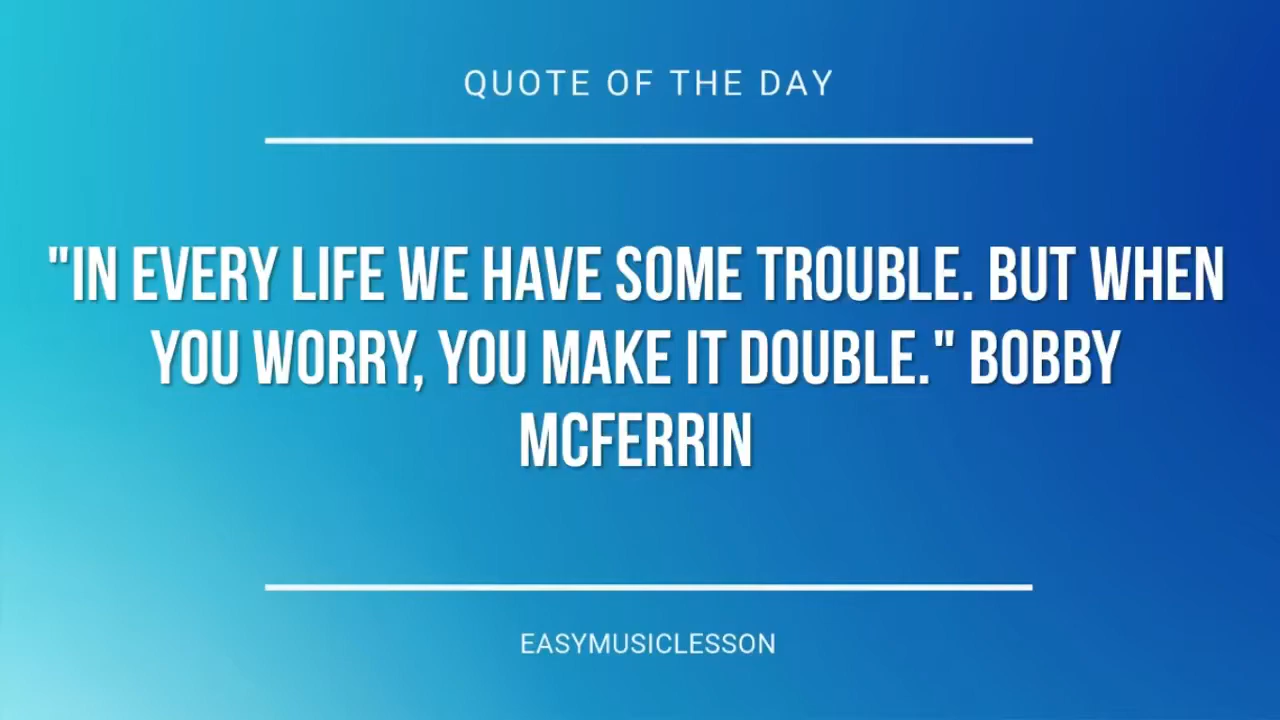 QUOTE OF THE DAY
"IN EVERY LIFE WE HAVE SOME TROUBLE. BUT WHEN
YOU WORRY, YOU MAKE IT DOUBLE." BOBBY
MCFERRIN
EASYMUSICLESSON